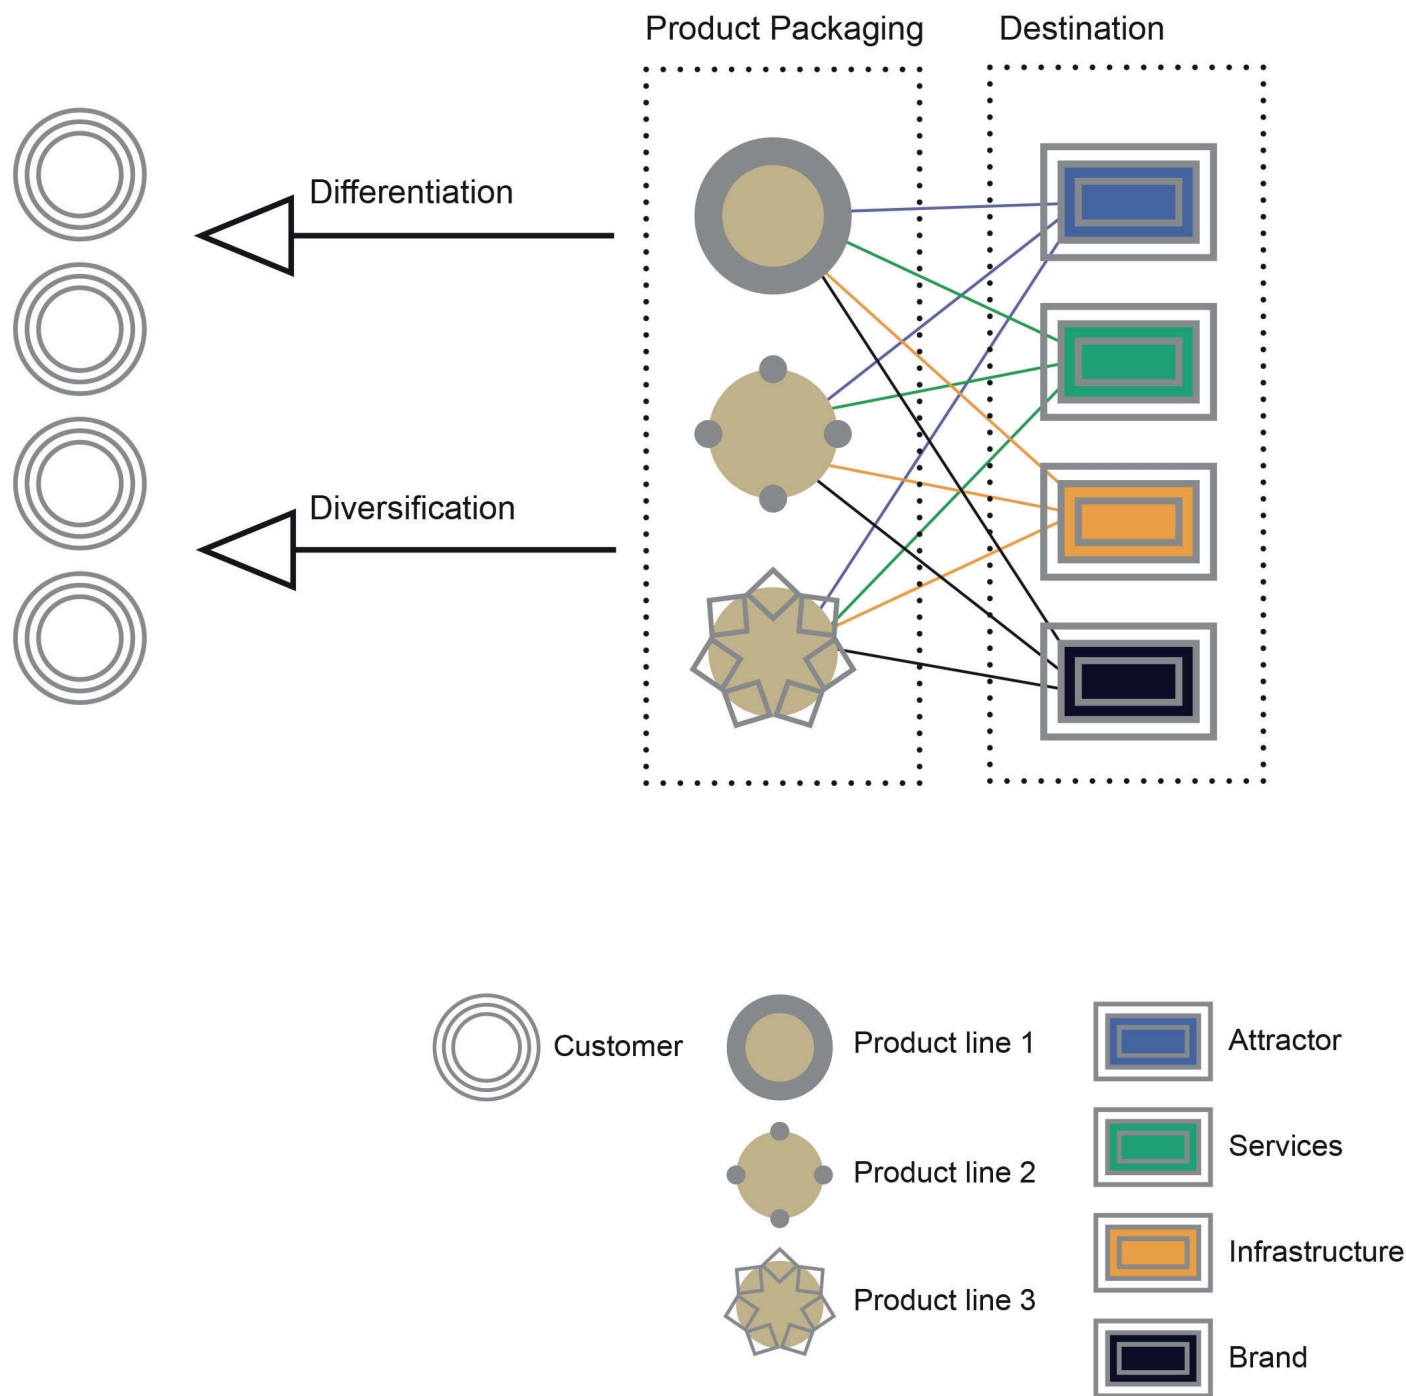 Product Packaging
Destination
Differentiation
Diversification
Customer
Product line 1
Product line 2
Product line 3
Attractor
Services
Infrastructure
Brand